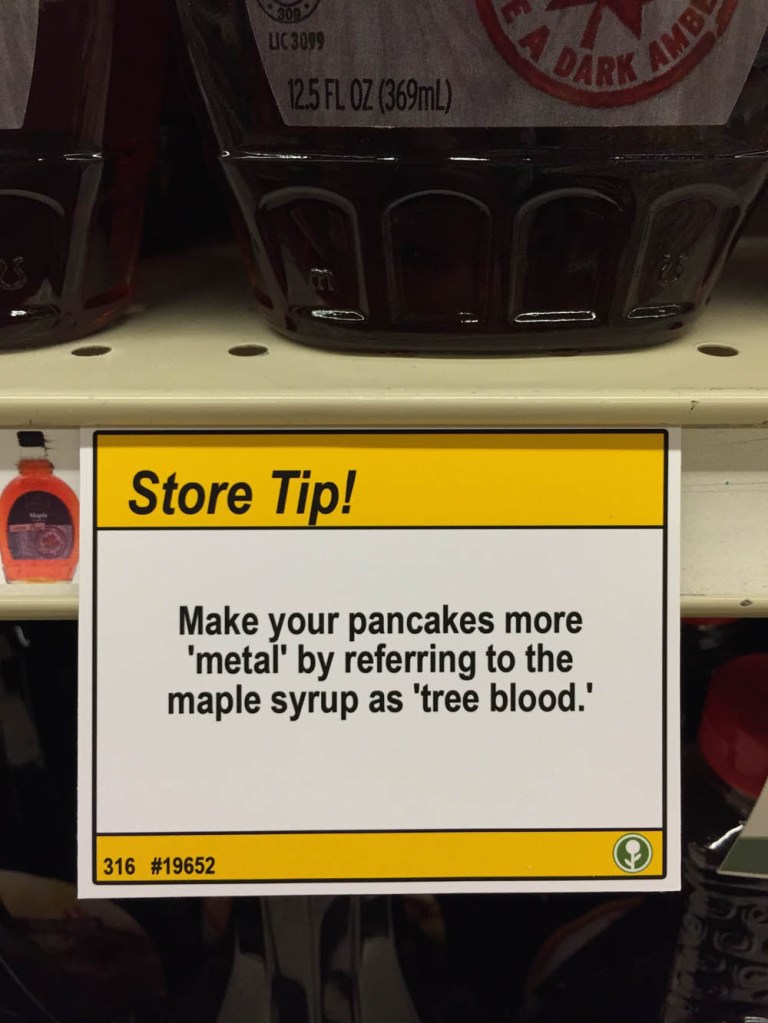 309
LIC 3099
12.5 FL OZ (369mL)
E A DARK AMBE
Store Tip!
Make your pancakes more
'metal' by referring to the
maple syrup as 'tree blood.'
316 #19652